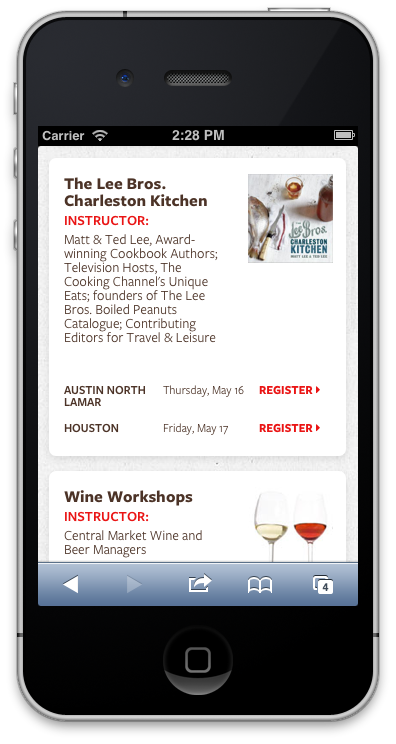 Carrier 2:28 PM
The Lee Bros.
Charleston Kitchen
INSTRUCTOR:
Matt & Ted Lee, Award-
winning Cookbook Authors;
Television Hosts, The
Cooking Channel's Unique
Eats; founders of The Lee
Bros. Boiled Peanuts
Catalogue; Contributing
Editors for Travel & Leisure
Lee Bros.
CHARLESTON
KITCHEN
MATT LEE & TED LEE
AUSTIN NORTH
LAMAR
Thursday, May 16 REGISTER
HOUSTON Friday, May 17 REGISTER
Wine Workshops
INSTRUCTOR:
Central Market Wine and
Beer Managers
4